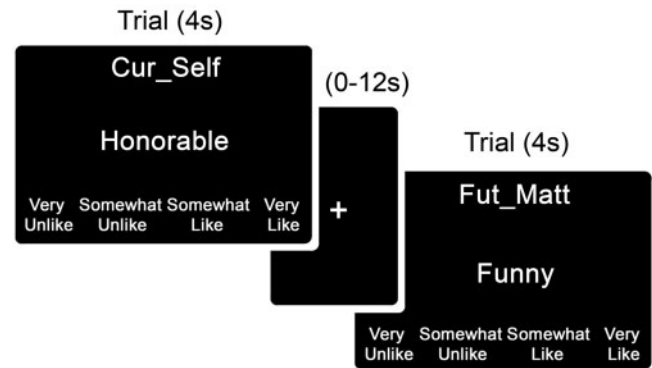 Trial (4s)
Cur_Self
Honorable
Very Unlike
Somewhat Unlike
Somewhat Like
Very Like
(0-12s)
+
Trial (4s)
Fut_Matt
Funny
Very Unlike
Somewhat Unlike
Somewhat Like
Very Like